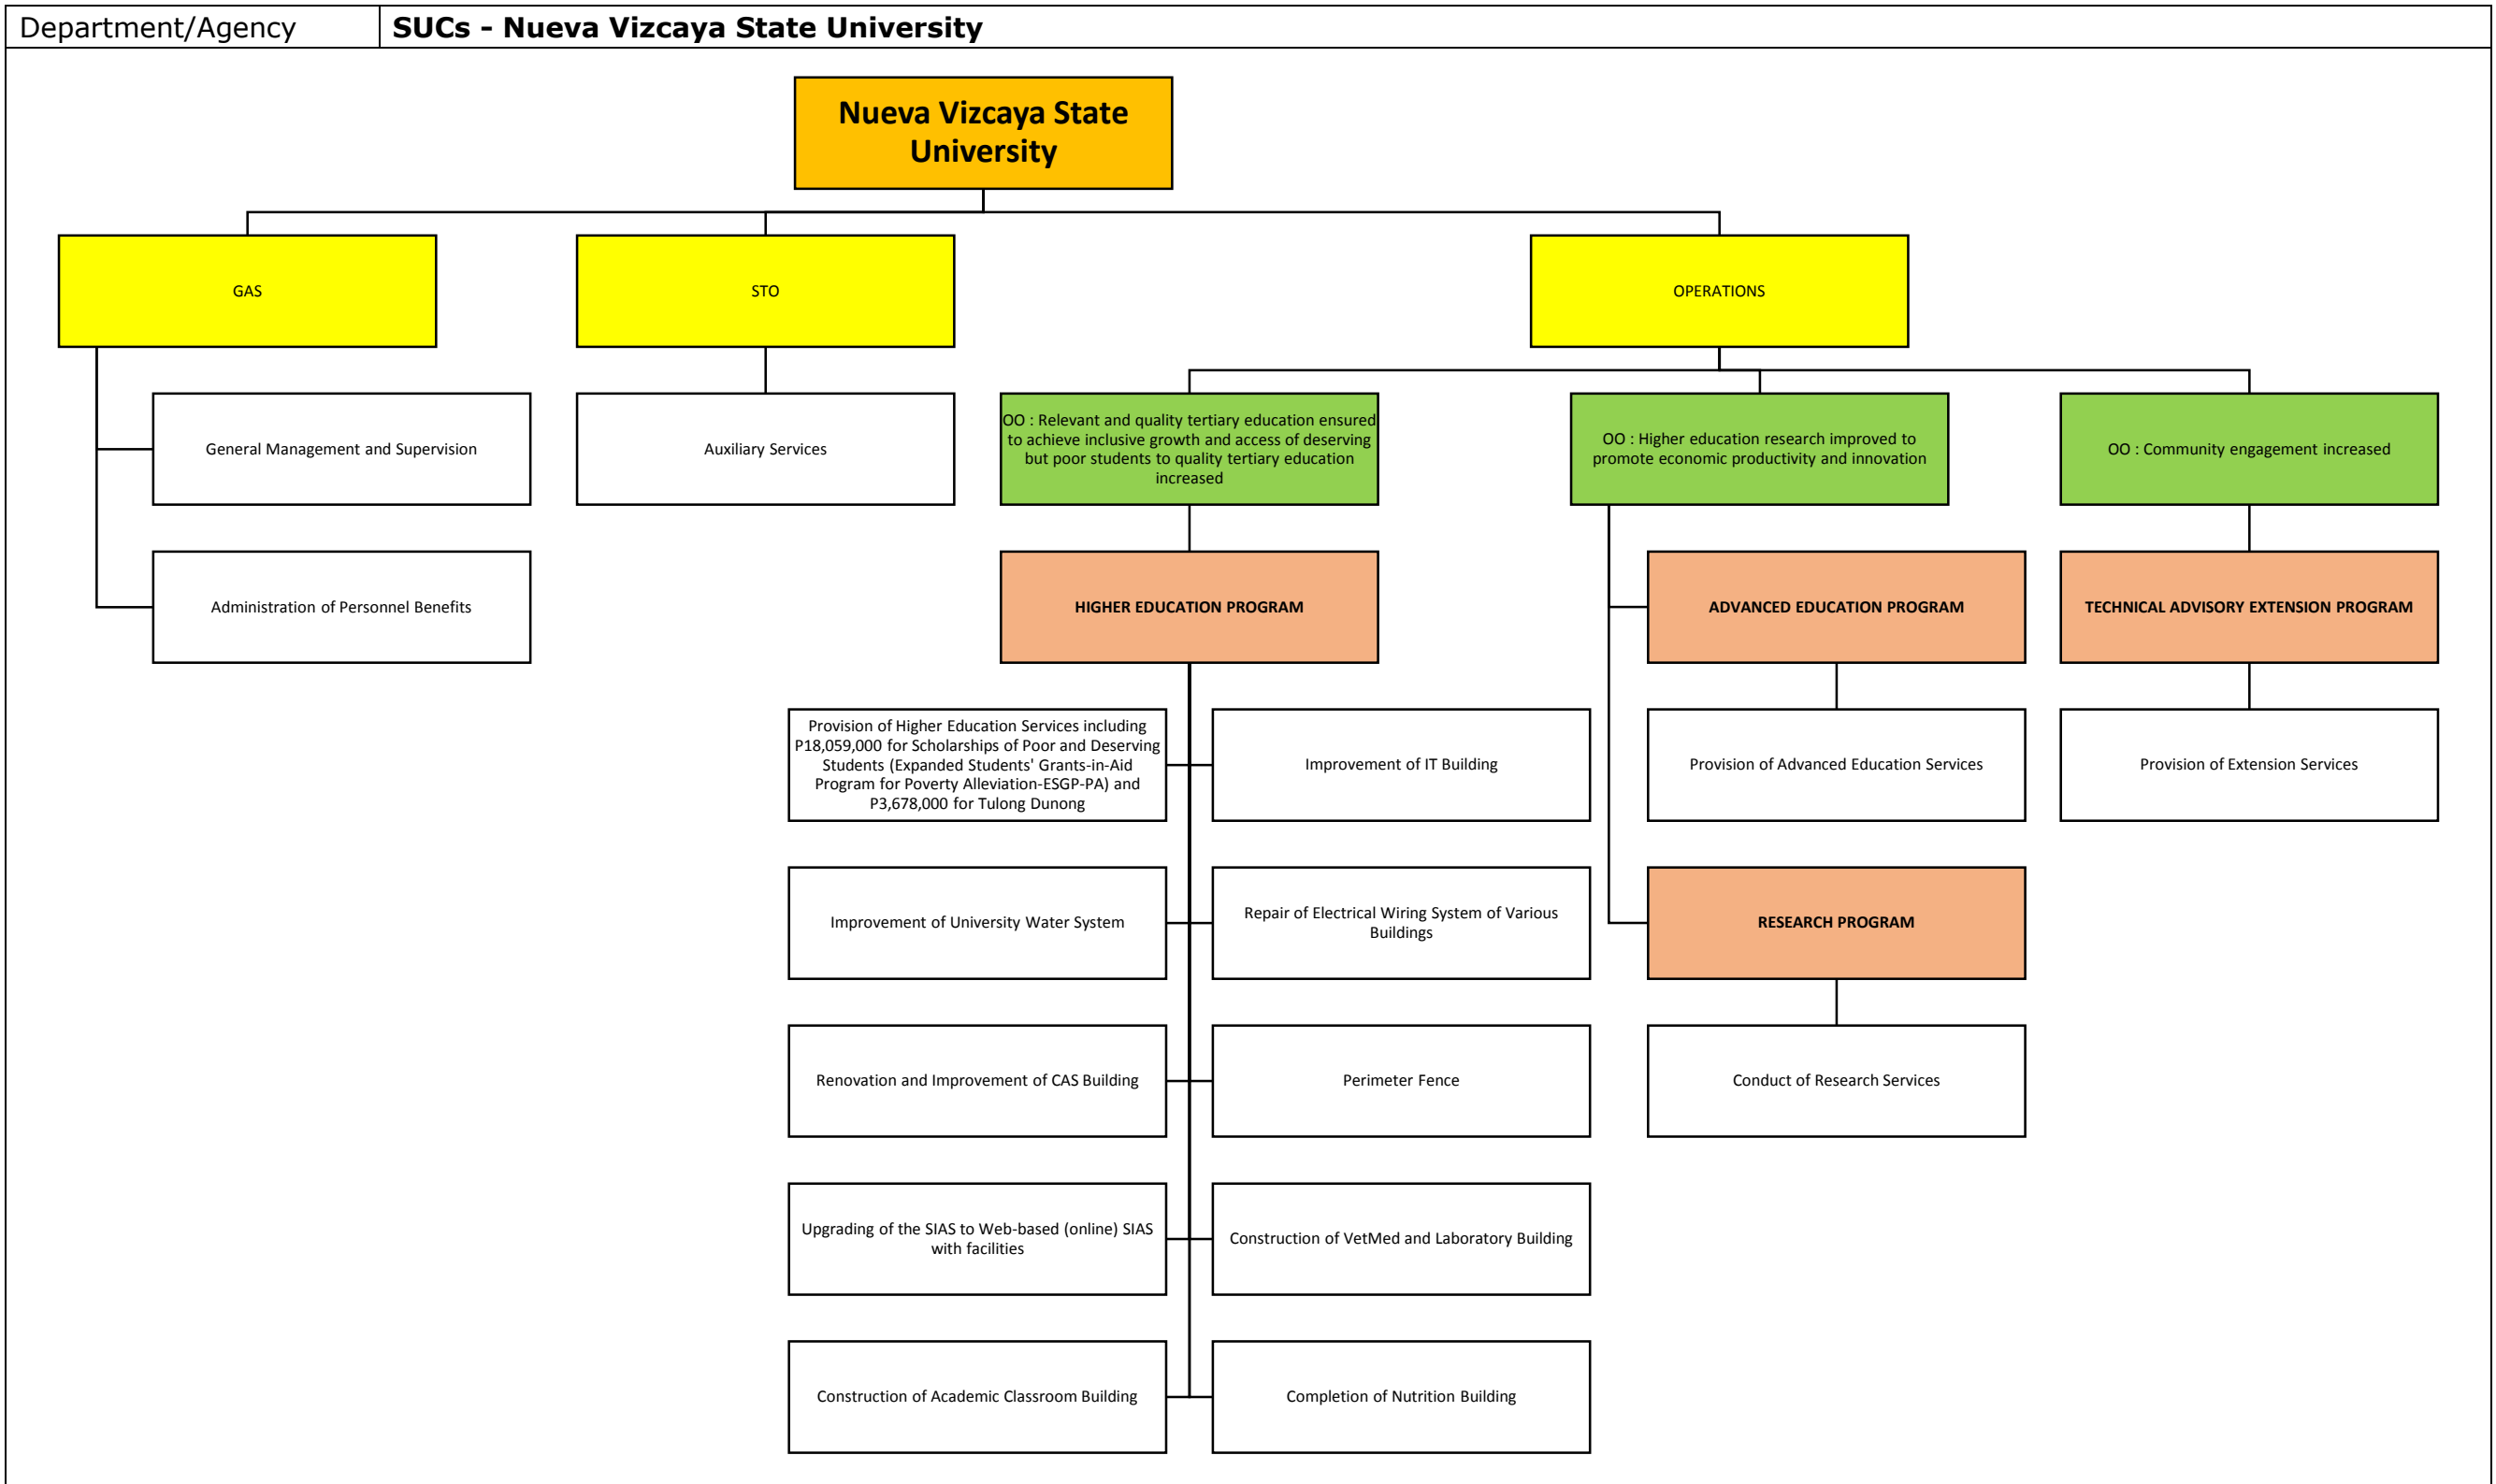 Department/Agency
SUCs - Nueva Vizcaya State University
Nueva Vizcaya State
University
GAS
STO
OPERATIONS
General Management and Supervision
Auxiliary Services
OO : Relevant and quality tertiary education ensured
to achieve inclusive growth and access of deserving
but poor students to quality tertiary education
increased
OO : Higher education research improved to
promote economic productivity and innovation
OO : Community engagement increased
Administration of Personnel Benefits
HIGHER EDUCATION PROGRAM
ADVANCED EDUCATION PROGRAM
TECHNICAL ADVISORY EXTENSION PROGRAM
Provision of Higher Education Services including
P18,059,000 for Scholarships of Poor and Deserving
Students (Expanded Students' Grants-in-Aid
Program for Poverty Alleviation-ESGP-PA) and
P3,678,000 for Tulong Dunong
Improvement of IT Building
Provision of Advanced Education Services
Provision of Extension Services
Improvement of University Water System
Repair of Electrical Wiring System of Various
Buildings
RESEARCH PROGRAM
Renovation and Improvement of CAS Building
Perimeter Fence
Conduct of Research Services
Upgrading of the SIAS to Web-based (online) SIAS
with facilities
Construction of VetMed and Laboratory Building
Construction of Academic Classroom Building
Completion of Nutrition Building